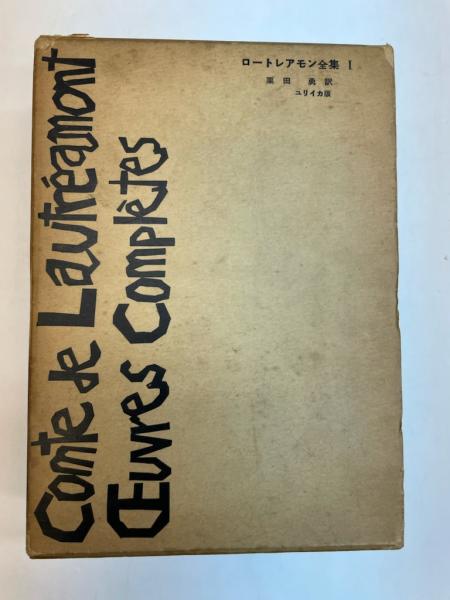 ロートレアモン全集 I
栗田 勇訳
ユリイカ版
Comte de Lautréamont
Œuvres Complètes